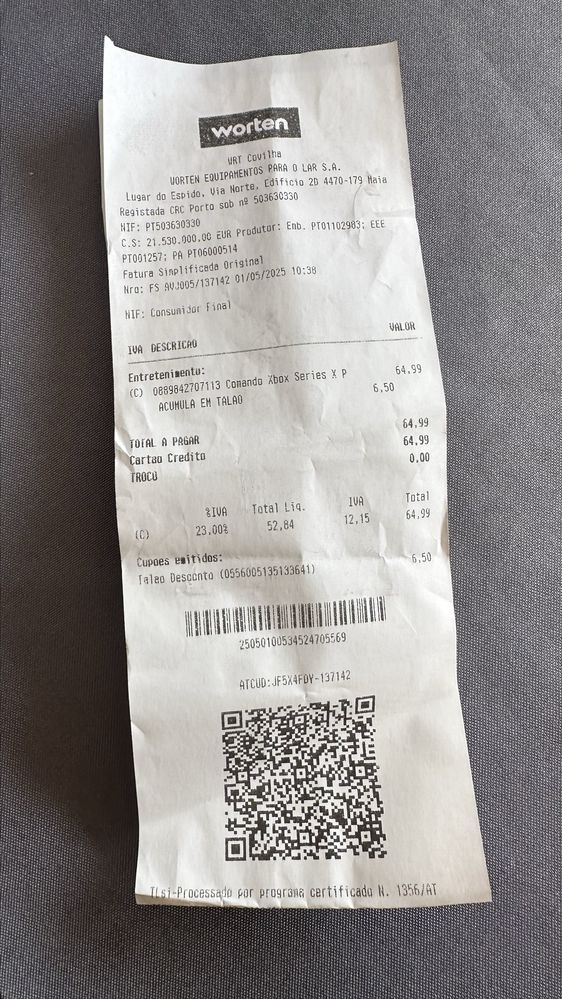 worten
WRT Covilha
WORTEN EQUIPAMENTOS PARA O LAR S.A.
Lugar do Espido, Via Norte, Edificio 2D 4470-179 Maia
Registada CRC Porto sob nº 503630330
NIF: PT503630330
C.S: 21.530.000,00 EUR Produtor: Emb. PT01102983; EEE
PT001257; PA PT06000514
Fatura Simplificada Original
Nro: FS AVJ005/137142 01/05/2025 10:38
NIF: Consumidor Final
IVA DESCRICAO VALOR
Entretenimento:
(C) 0889842707113 Comando Xbox Series X P 64,99
ACUMULA EM TALAO 6,50
TOTAL A PAGAR 64,99
Cartao Credito 64,99
TROCO 0,00
%IVA Total Liq. IVA Total
(C) 23,00% 52,84 12,15 64,99
Cupoes emitidos:
Talao Desconto (0556005135133641) 6,50
25050100534524705569
ATCUD:JF5X4FDY-137142
TLsi-Processado por programa certificado N. 1356/AT